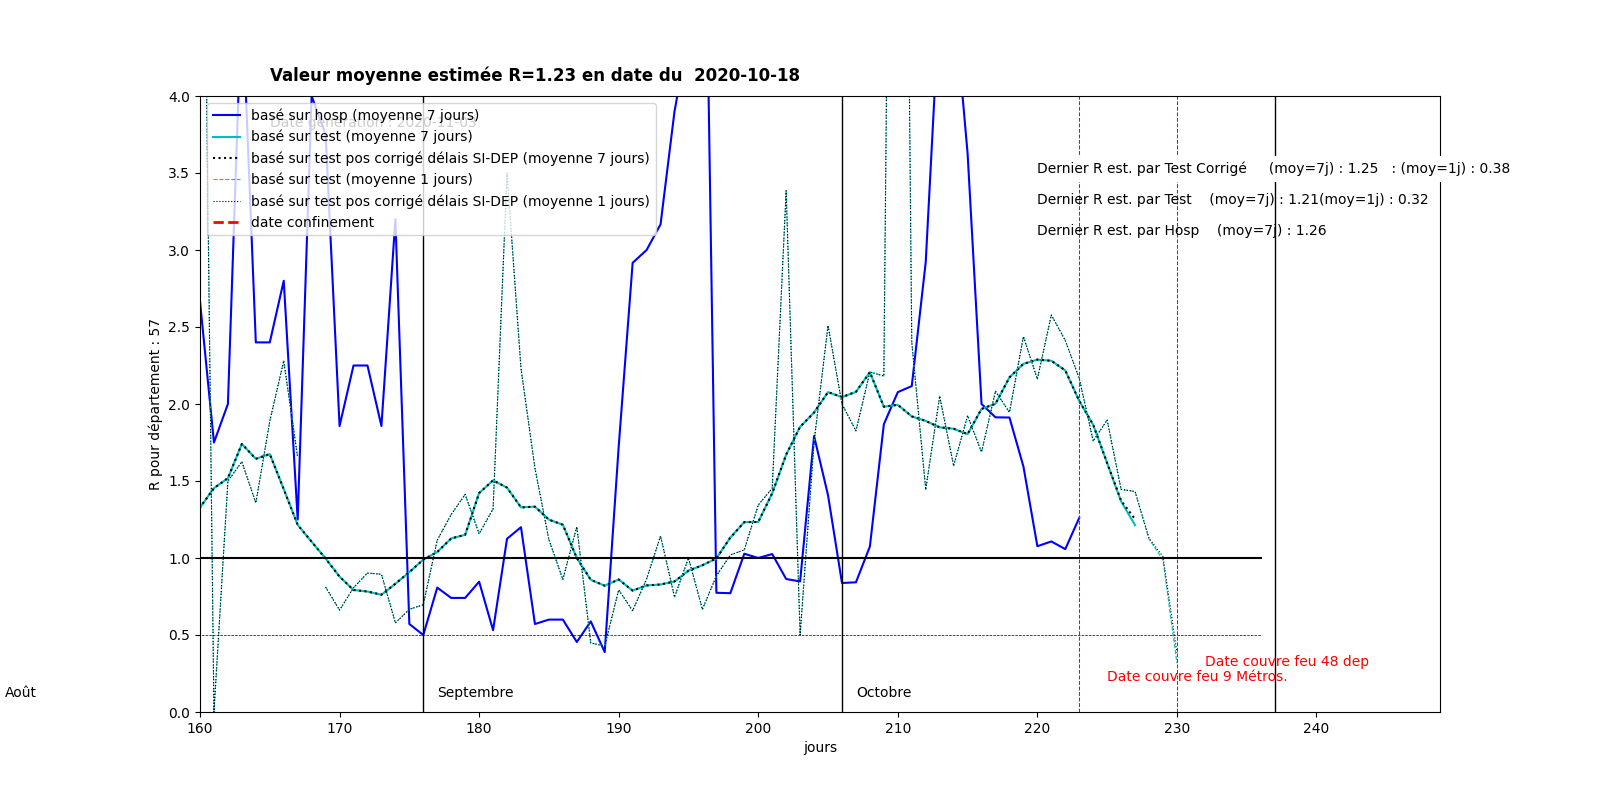 Valeur moyenne estimée R=1.23 en date du  2020-10-18
Date génération : 2020-11-03
basé sur hosp (moyenne 7 jours)
basé sur test (moyenne 7 jours)
basé sur test pos corrigé délais SI-DEP (moyenne 7 jours)
basé sur test (moyenne 1 jours)
basé sur test pos corrigé délais SI-DEP (moyenne 1 jours)
date confinement
Dernier R est. par Test Corrigé (moy=7j) : 1.25 : (moy=1j) : 0.38
Dernier R est. par Test (moy=7j) : 1.21(moy=1j) : 0.32
Dernier R est. par Hosp (moy=7j) : 1.26
R pour département : 57
4.0
3.5
3.0
2.5
2.0
1.5
1.0
0.5
0.0
Date couvre feu 48 dep
Date couvre feu 9 Métros.
Août
Septembre
Octobre
160 170 180 190 200 210 220 230 240
jours